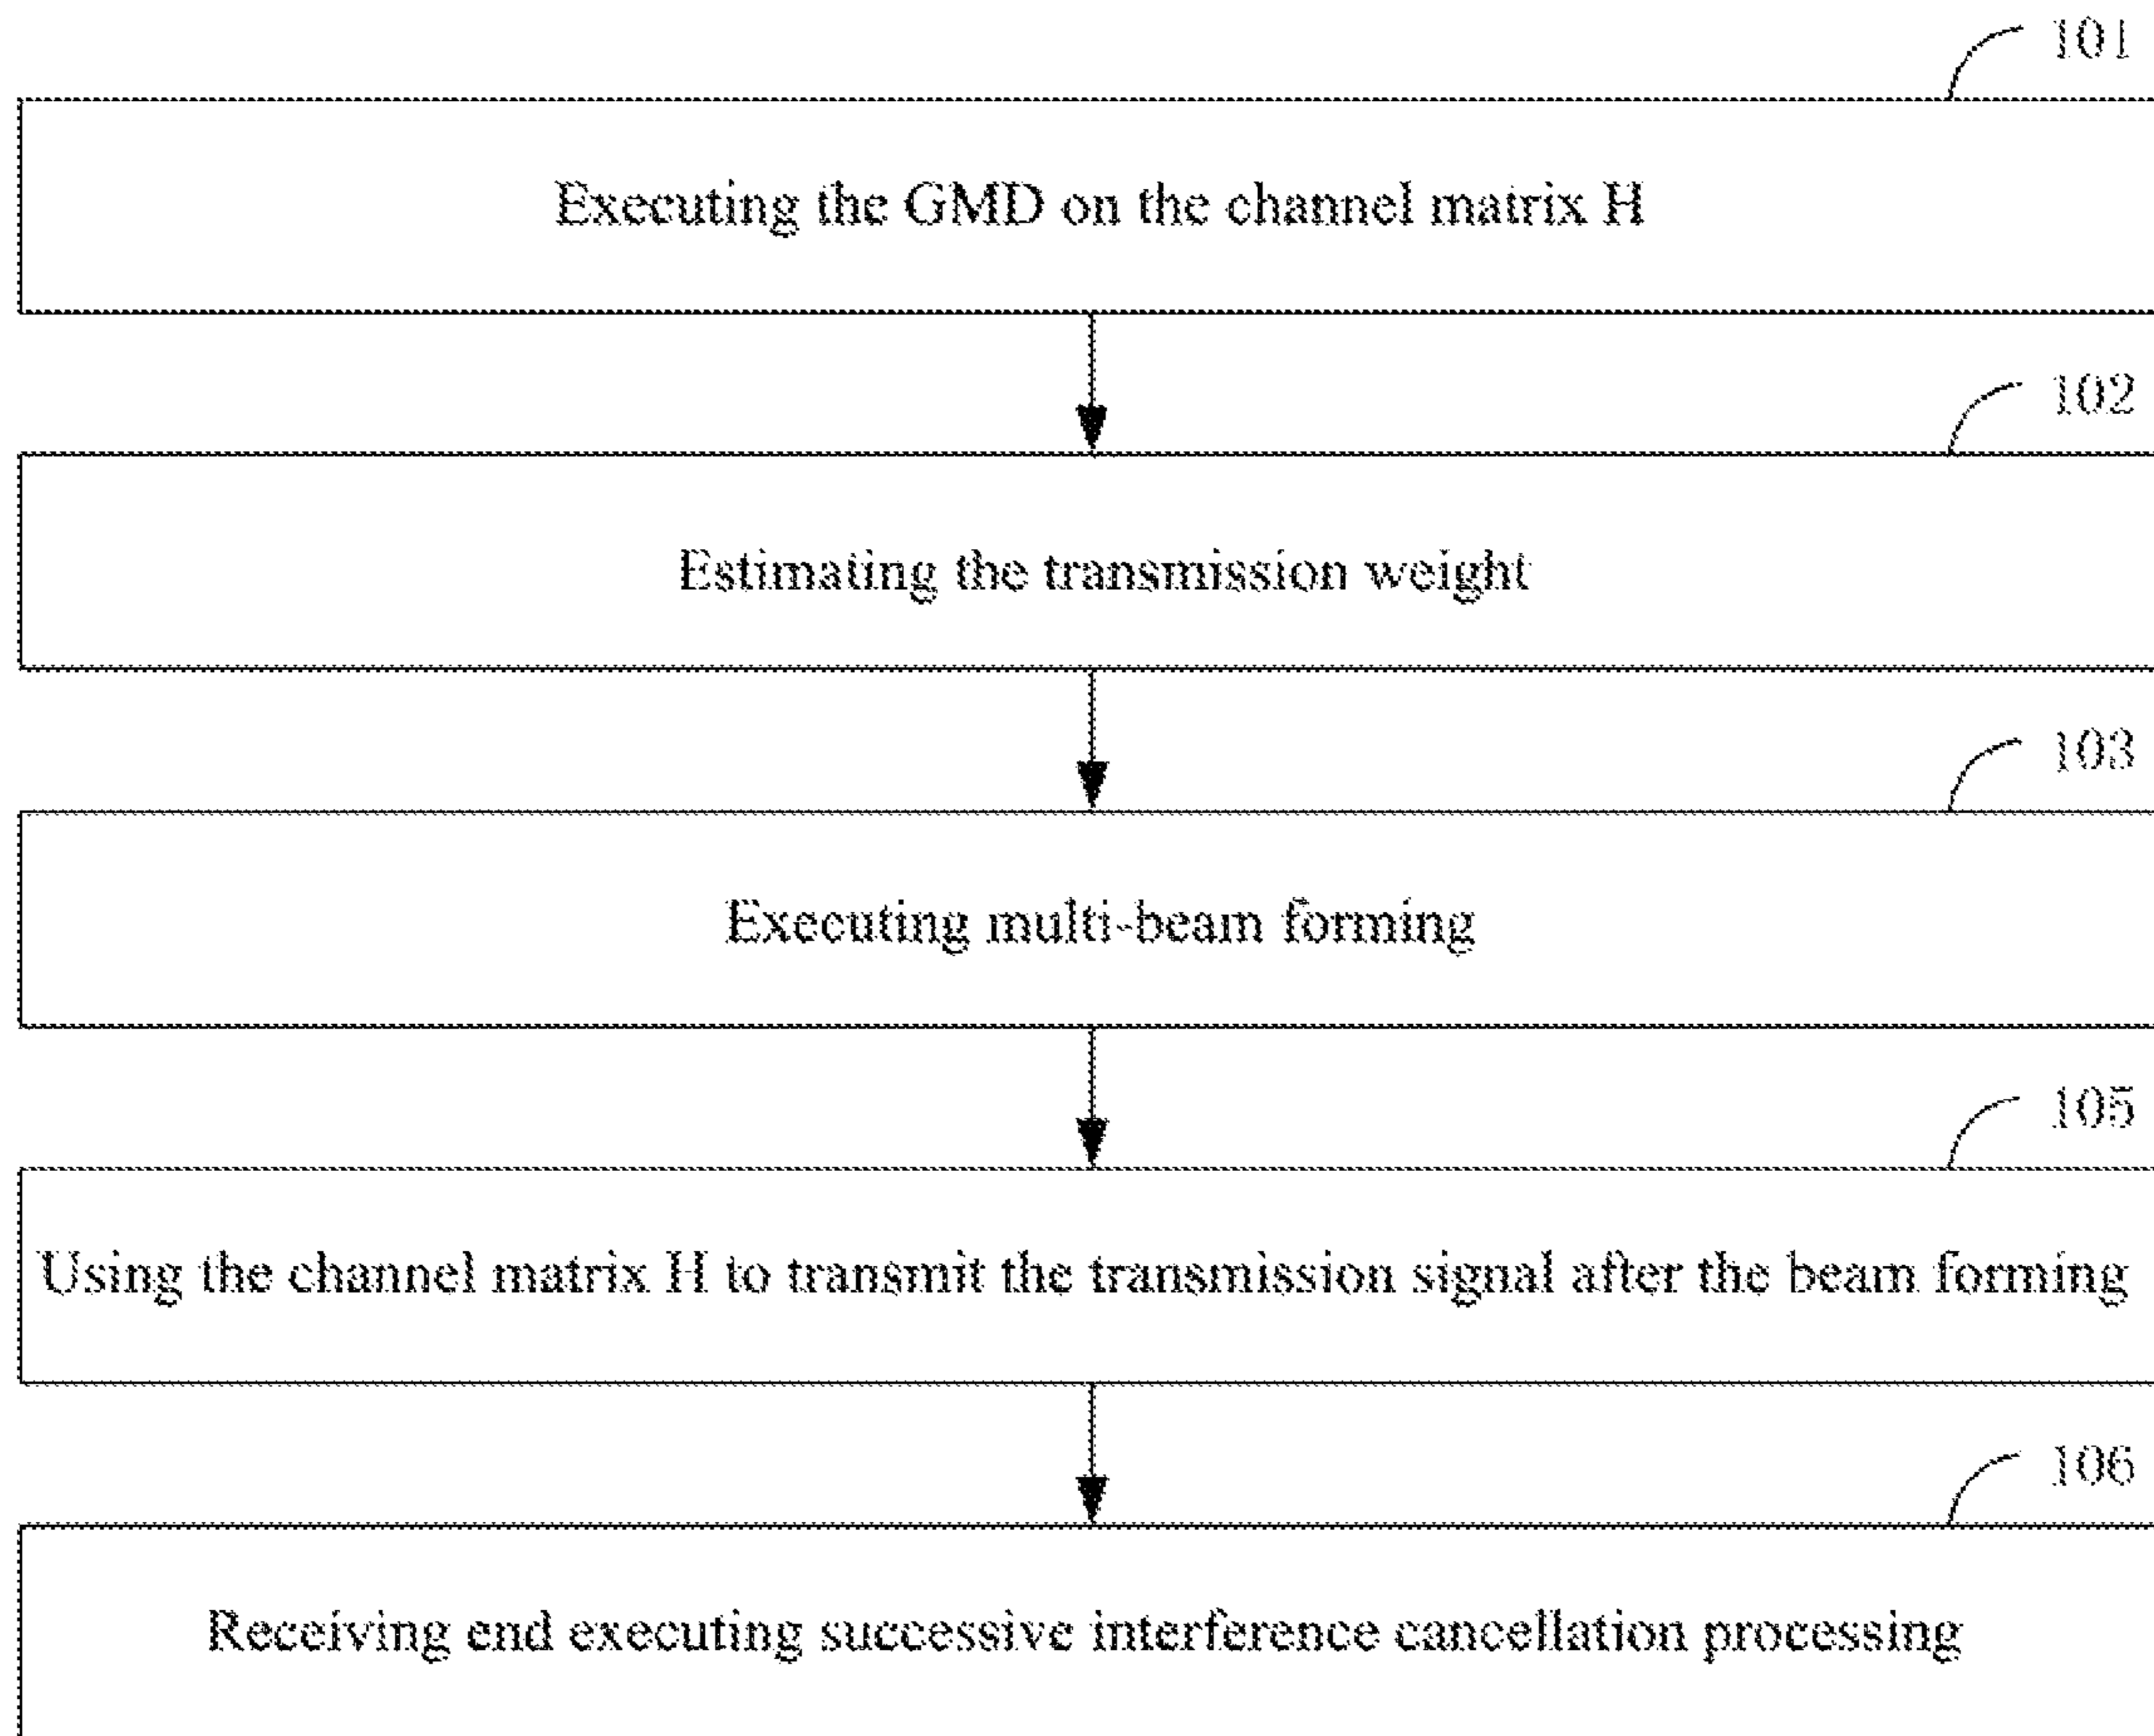 101
Executing the GMD on the channel matrix H
102
Estimating the transmission weight
103
Executing multi-beam forming
105
Using the channel matrix H to transmit the transmission signal after the beam forming
106
Receiving end executing successive interference cancellation processing